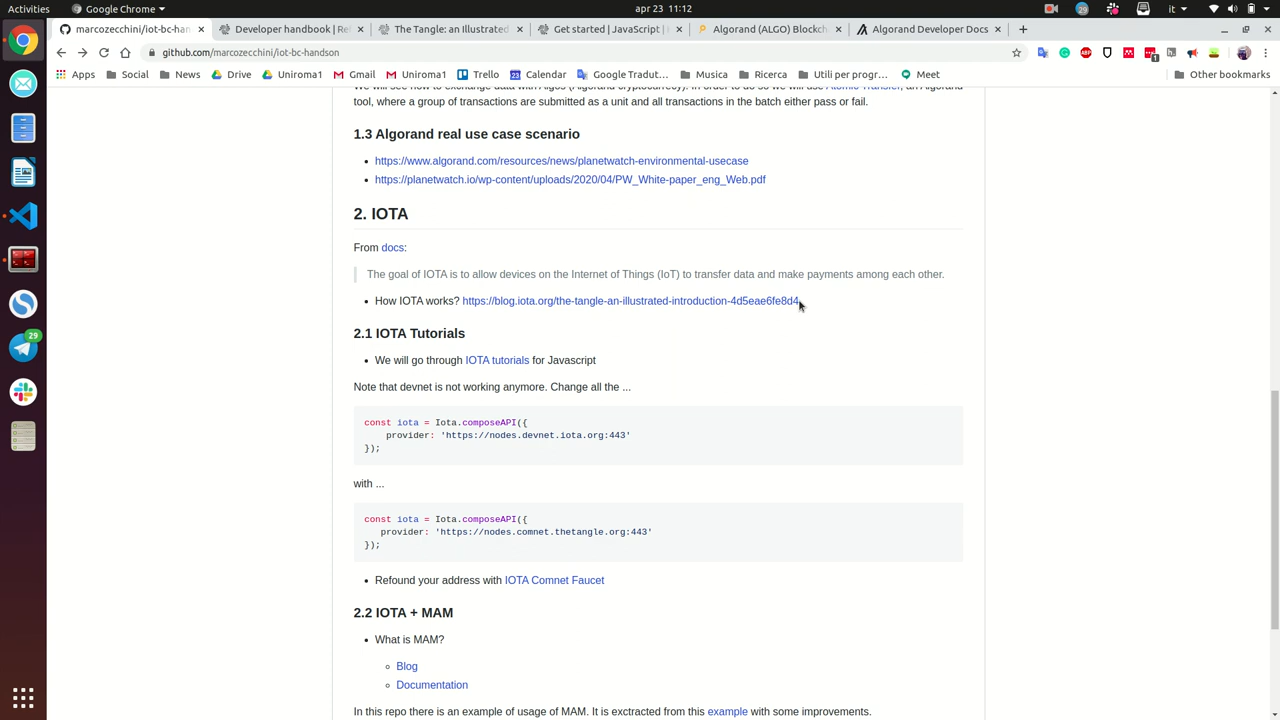 Activities
Google Chrome
apr 23 11:12
29
it
marcozecchini/iot-bc-hand
Developer handbook | Re
The Tangle: an Illustrated
Get started | JavaScript |
Algorand (ALGO) Blockch
Algorand Developer Docs
github.com/marcozecchini/iot-bc-handson
Apps
Social
News
Drive
Uniroma1
Gmail
Uniroma1
Trello
Calendar
Google Tradut…
Musica
Ricerca
Utili per progr…
Meet
Other bookmarks
tool, where a group of transactions are submitted as a unit and all transactions in the batch either pass or fail.
1.3 Algorand real use case scenario
https://www.algorand.com/resources/news/planetwatch-environmental-usecase
https://planetwatch.io/wp-content/uploads/2020/04/PW_White-paper_eng_Web.pdf
2. IOTA
From docs:
The goal of IOTA is to allow devices on the Internet of Things (IoT) to transfer data and make payments among each other.
How IOTA works? https://blog.iota.org/the-tangle-an-illustrated-introduction-4d5eae6fe8d4
2.1 IOTA Tutorials
We will go through IOTA tutorials for Javascript
Note that devnet is not working anymore. Change all the ...
const iota = Iota.composeAPI({
provider: 'https://nodes.devnet.iota.org:443'
});
with ...
const iota = Iota.composeAPI({
provider: 'https://nodes.comnet.thetangle.org:443'
});
Refound your address with IOTA Comnet Faucet
2.2 IOTA + MAM
What is MAM?
Blog
Documentation
In this repo there is an example of usage of MAM. It is exctracted from this example with some improvements.
29